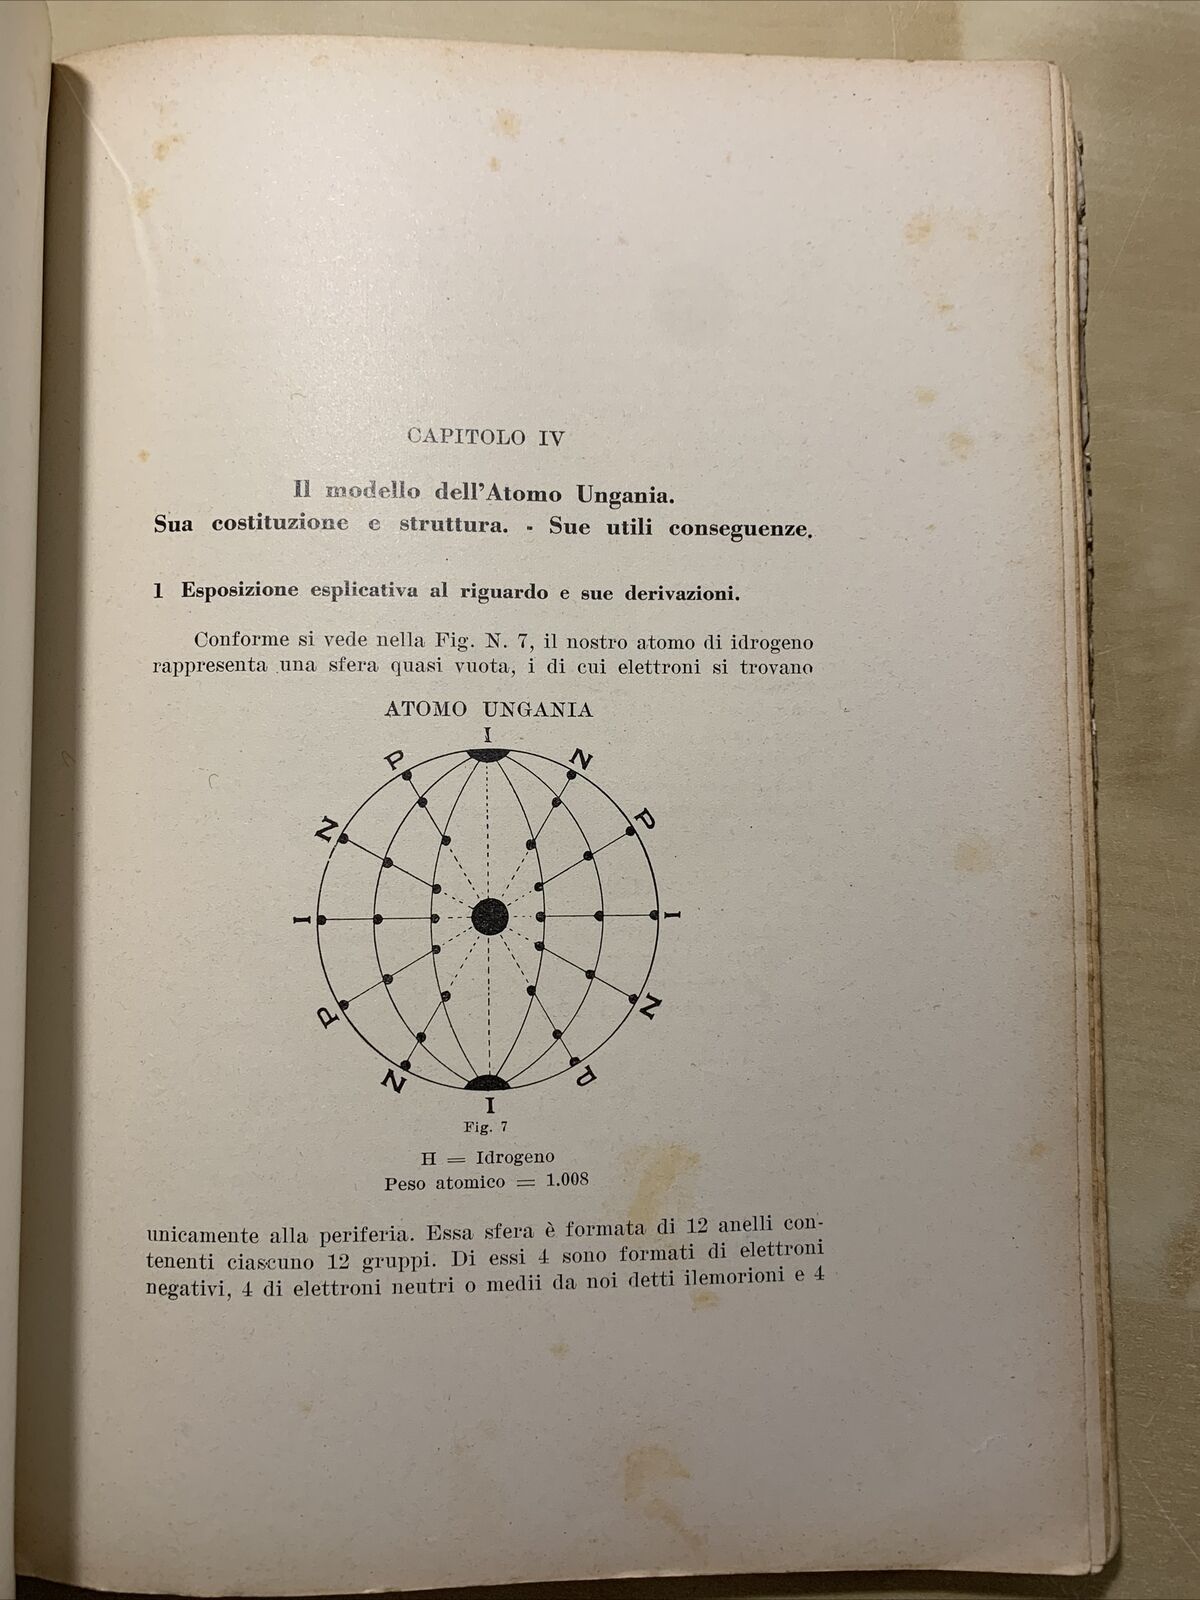 CAPITOLO IV
Il modello dell'Atomo Ungania.
Sua costituzione e struttura. - Sue utili conseguenze.
1 Esposizione esplicativa al riguardo e sue derivazioni.
Conforme si vede nella Fig. N. 7, il nostro atomo di idrogeno
rappresenta una sfera quasi vuota, i di cui elettroni si trovano
ATOMO UNGANIA
I
P N
N P
I I
P N
N P
I
Fig. 7
H = Idrogeno
Peso atomico = 1.008
unicamente alla periferia. Essa sfera è formata di 12 anelli con-
tenenti ciascuno 12 gruppi. Di essi 4 sono formati di elettroni
negativi, 4 di elettroni neutri o medii da noi detti ilemorioni e 4